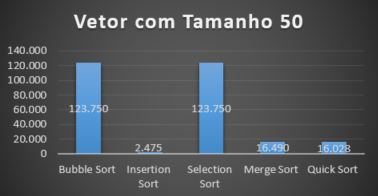 Vetor com Tamanho 50
140.000
120.000
100.000
80.000
60.000
40.000
20.000
0
123.750
2.475
123.750
16.490
16.028
Bubble Sort
Insertion
Sort
Selection
Sort
Merge Sort
Quick Sort